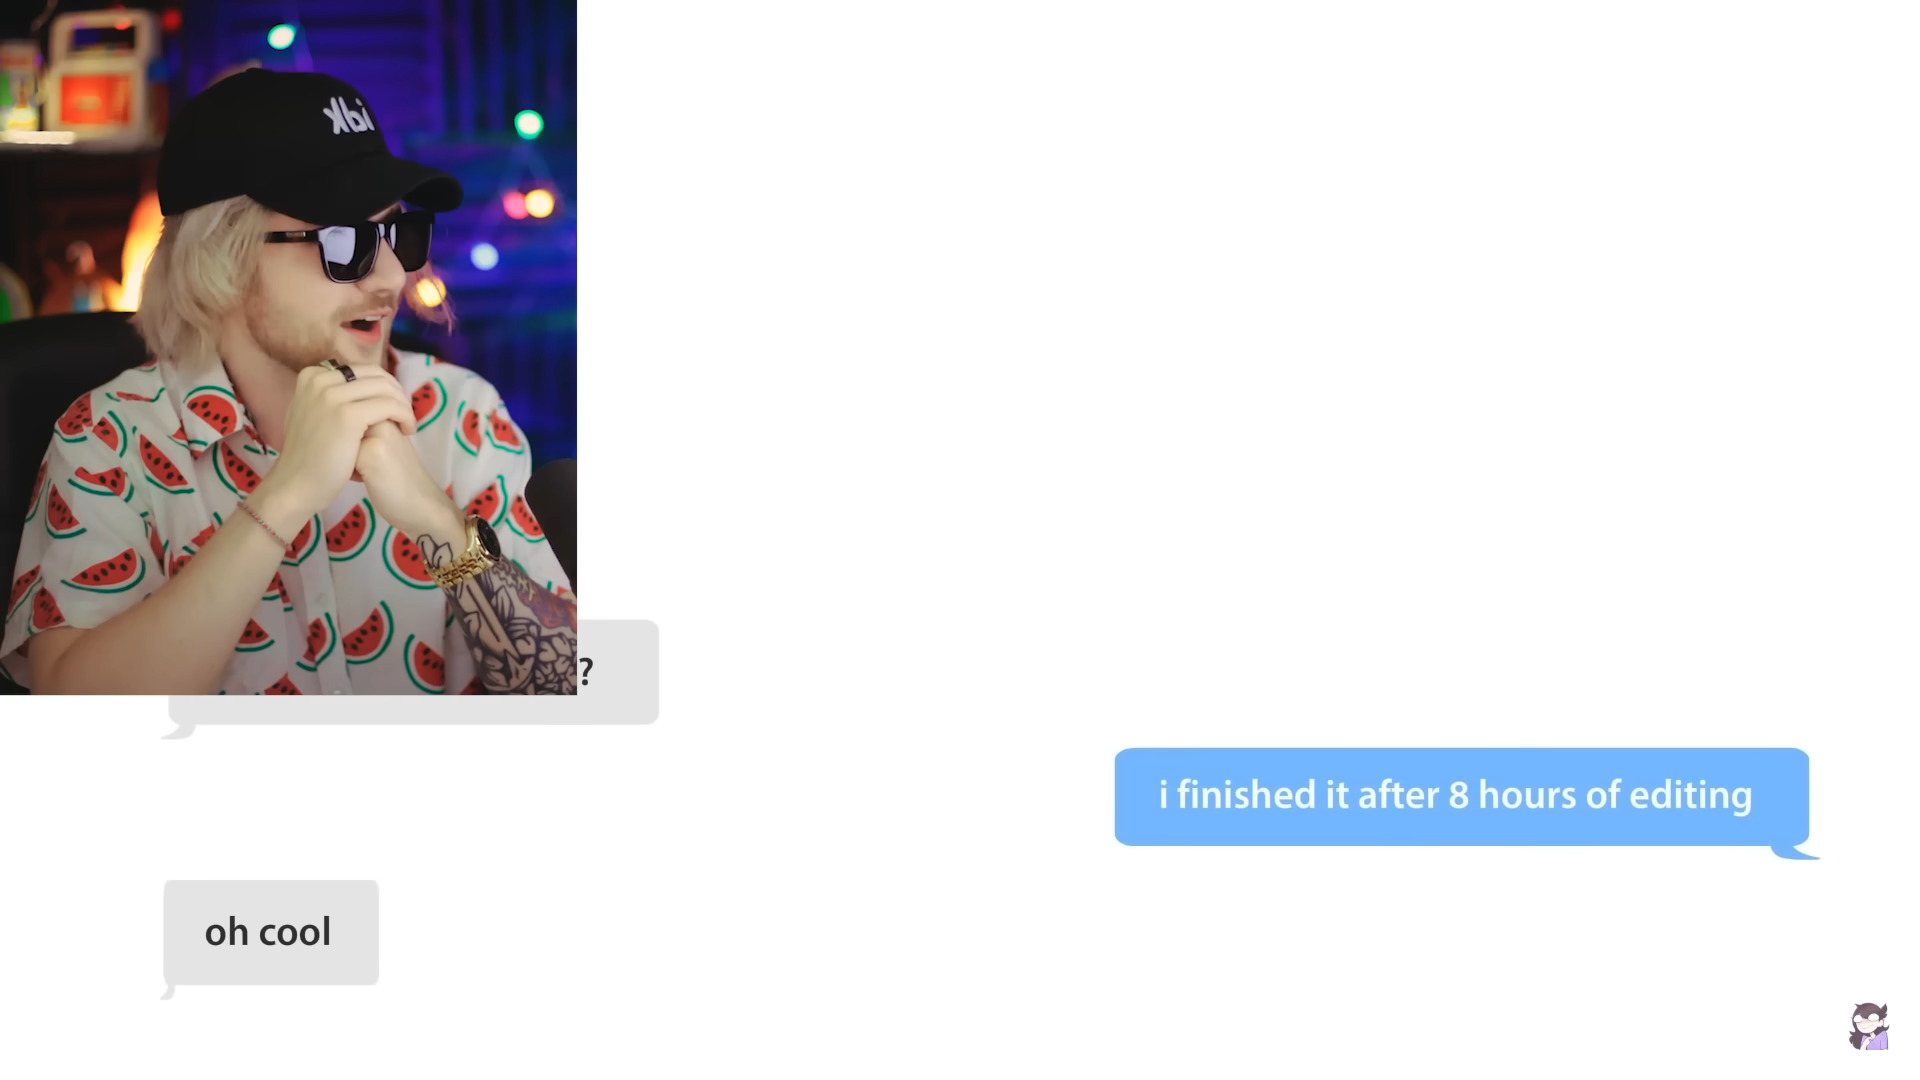 idk
?
i finished it after 8 hours of editing
oh cool